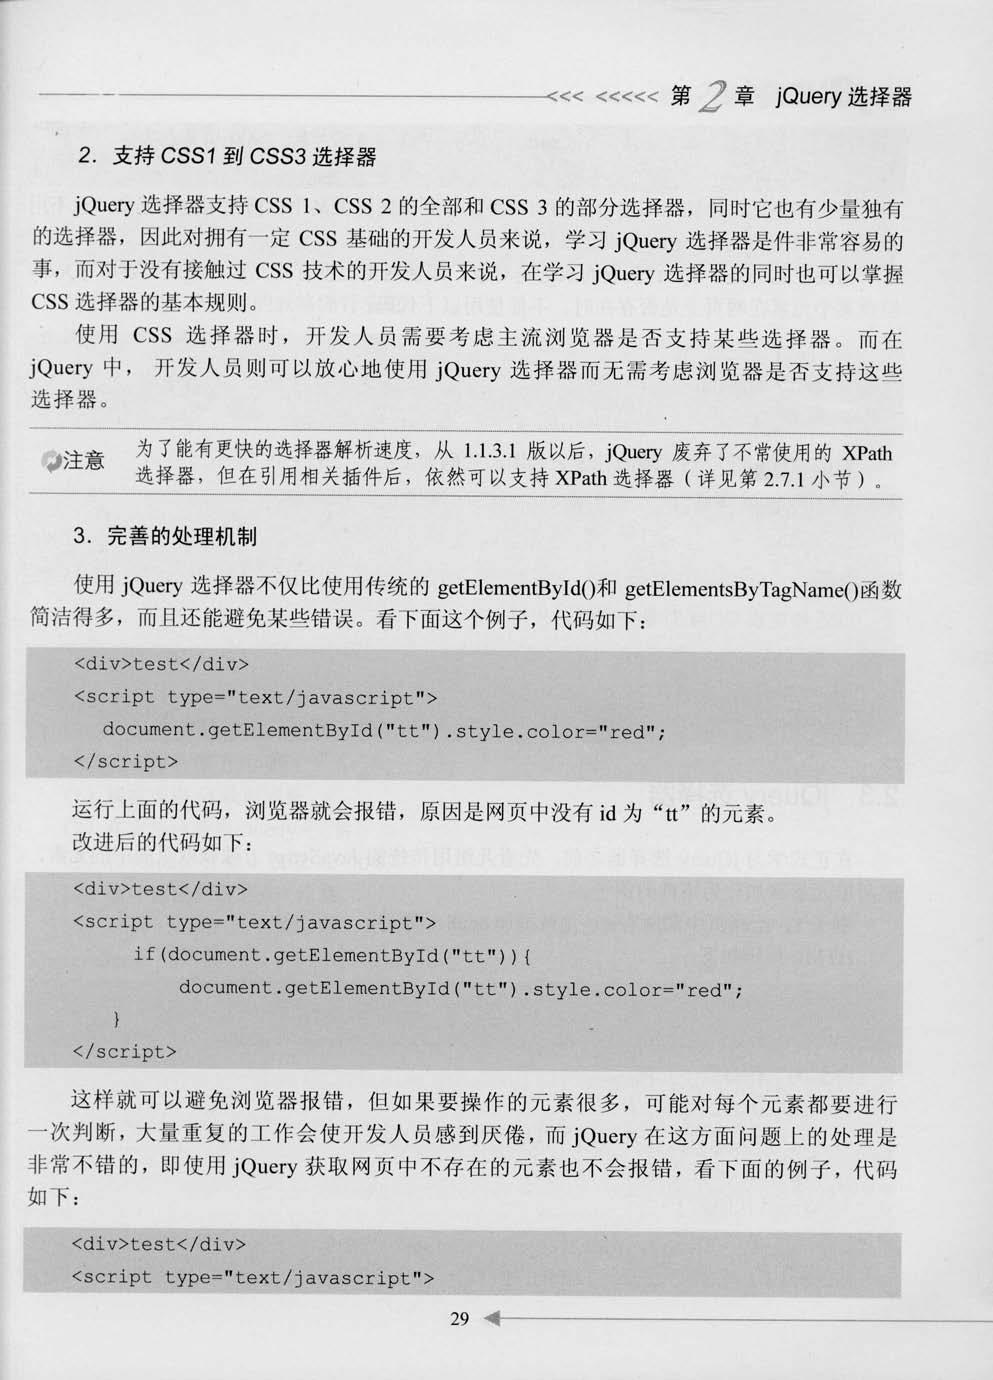 <<< <<<<< 第2章 jQuery 选择器
2. 支持 CSS1 到 CSS3 选择器
jQuery 选择器支持 CSS 1、CSS 2 的全部和 CSS 3 的部分选择器，同时它也有少量独有
的选择器，因此对拥有一定 CSS 基础的开发人员来说，学习 jQuery 选择器是件非常容易的
事，而对于没有接触过 CSS 技术的开发人员来说，在学习 jQuery 选择器的同时也可以掌握
CSS 选择器的基本规则。
使用 CSS 选择器时，开发人员需要考虑主流浏览器是否支持某些选择器。而在
jQuery 中， 开发人员则可以放心地使用 jQuery 选择器而无需考虑浏览器是否支持这些
选择器。
注意 为了能有更快的选择器解析速度，从 1.1.3.1 版以后，jQuery 废弃了不常使用的 XPath
选择器，但在引用相关插件后，依然可以支持 XPath 选择器（详见第 2.7.1 小节）。
3. 完善的处理机制
使用 jQuery 选择器不仅比使用传统的 getElementById()和 getElementsByTagName()函数
简洁得多，而且还能避免某些错误。看下面这个例子，代码如下：
<div>test</div>
<script type="text/javascript">
document.getElementById("tt").style.color="red";
</script>
运行上面的代码，浏览器就会报错，原因是网页中没有 id 为“tt”的元素。
改进后的代码如下：
<div>test</div>
<script type="text/javascript">
if(document.getElementById("tt")){
document.getElementById("tt").style.color="red";
}
</script>
这样就可以避免浏览器报错，但如果要操作的元素很多，可能对每个元素都要进行
一次判断，大量重复的工作会使开发人员感到厌倦，而 jQuery 在这方面问题上的处理是
非常不错的，即使用 jQuery 获取网页中不存在的元素也不会报错，看下面的例子，代码
如下：
<div>test</div>
<script type="text/javascript">
29